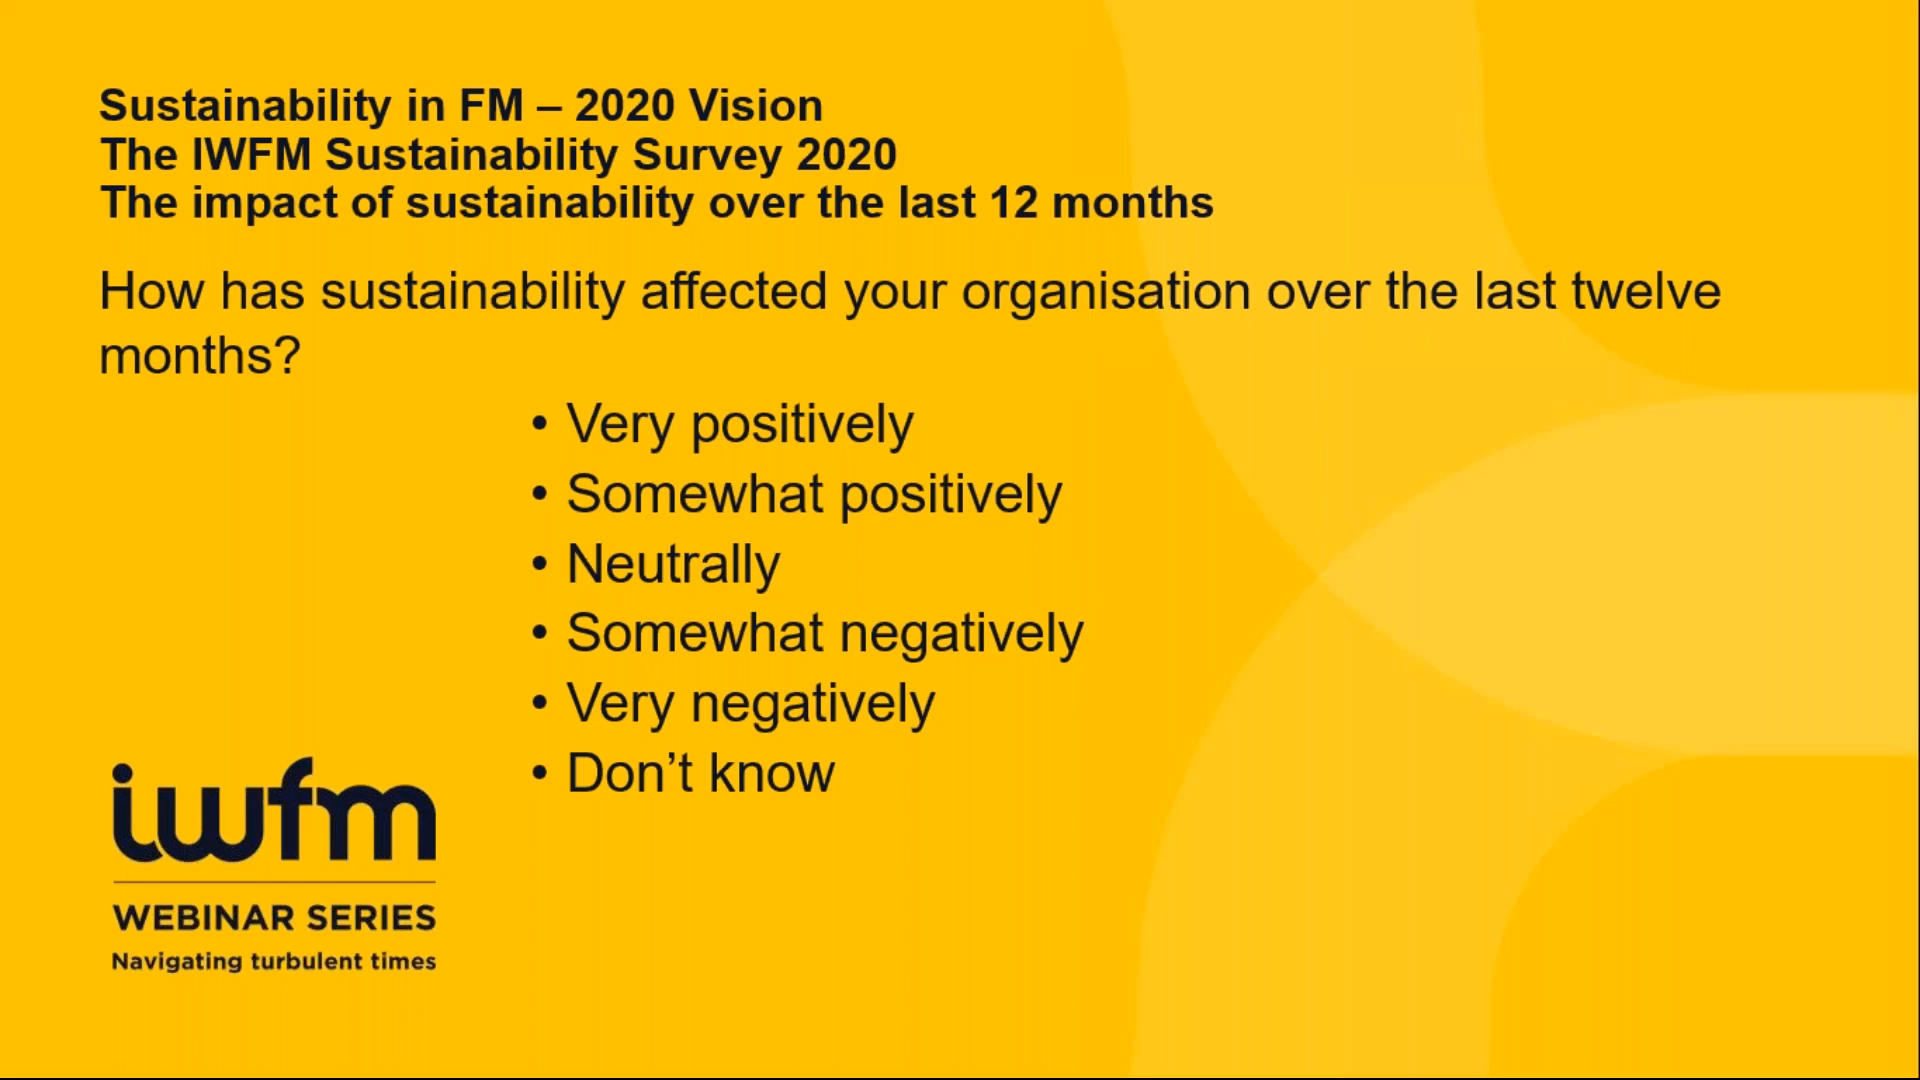 Sustainability in FM – 2020 Vision
The IWFM Sustainability Survey 2020
The impact of sustainability over the last 12 months
How has sustainability affected your organisation over the last twelve
months?
• Very positively
• Somewhat positively
• Neutrally
• Somewhat negatively
• Very negatively
• Don’t know
iwfm
WEBINAR SERIES
Navigating turbulent times